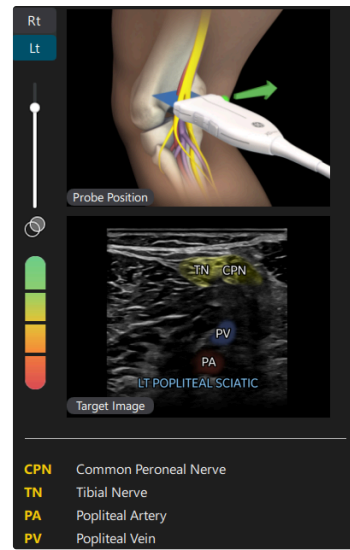 Rt
Lt
Probe Position
TN CPN
PV
PA
LT POPLITEAL SCIATIC
Target Image
CPN Common Peroneal Nerve
TN Tibial Nerve
PA Popliteal Artery
PV Popliteal Vein